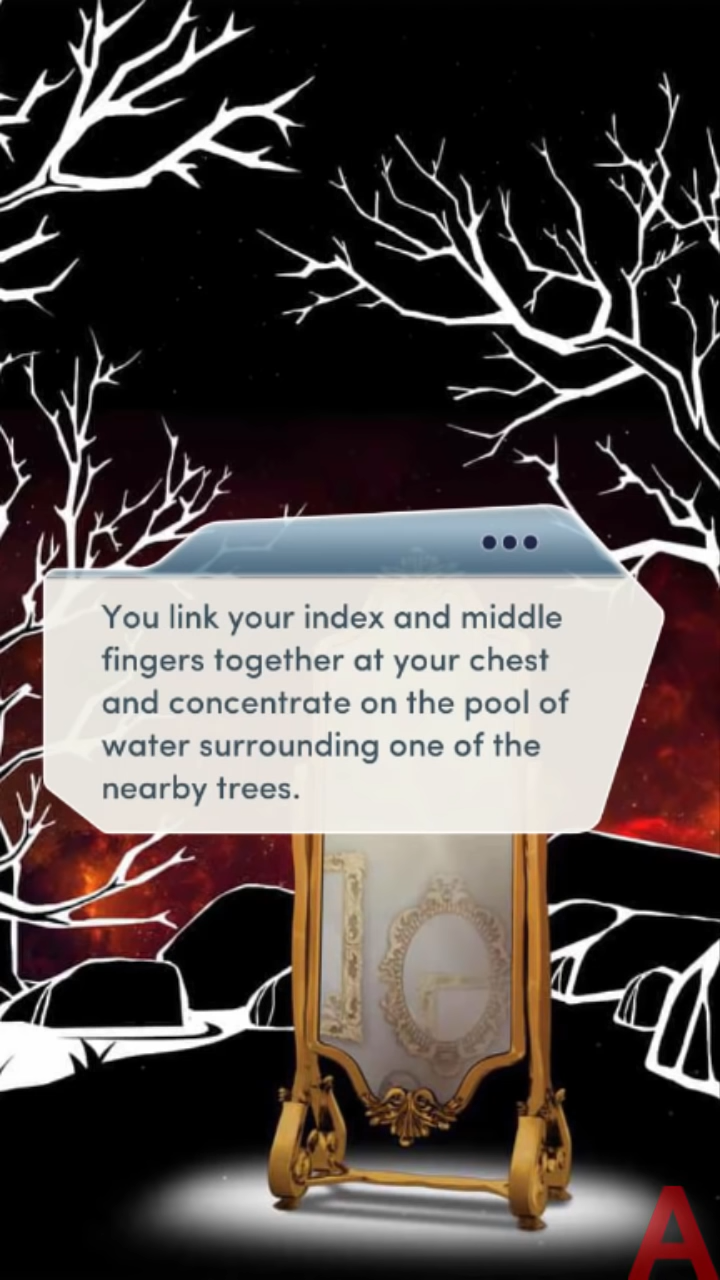 •••
You link your index and middle
fingers together at your chest
and concentrate on the pool of
water surrounding one of the
nearby trees.
A